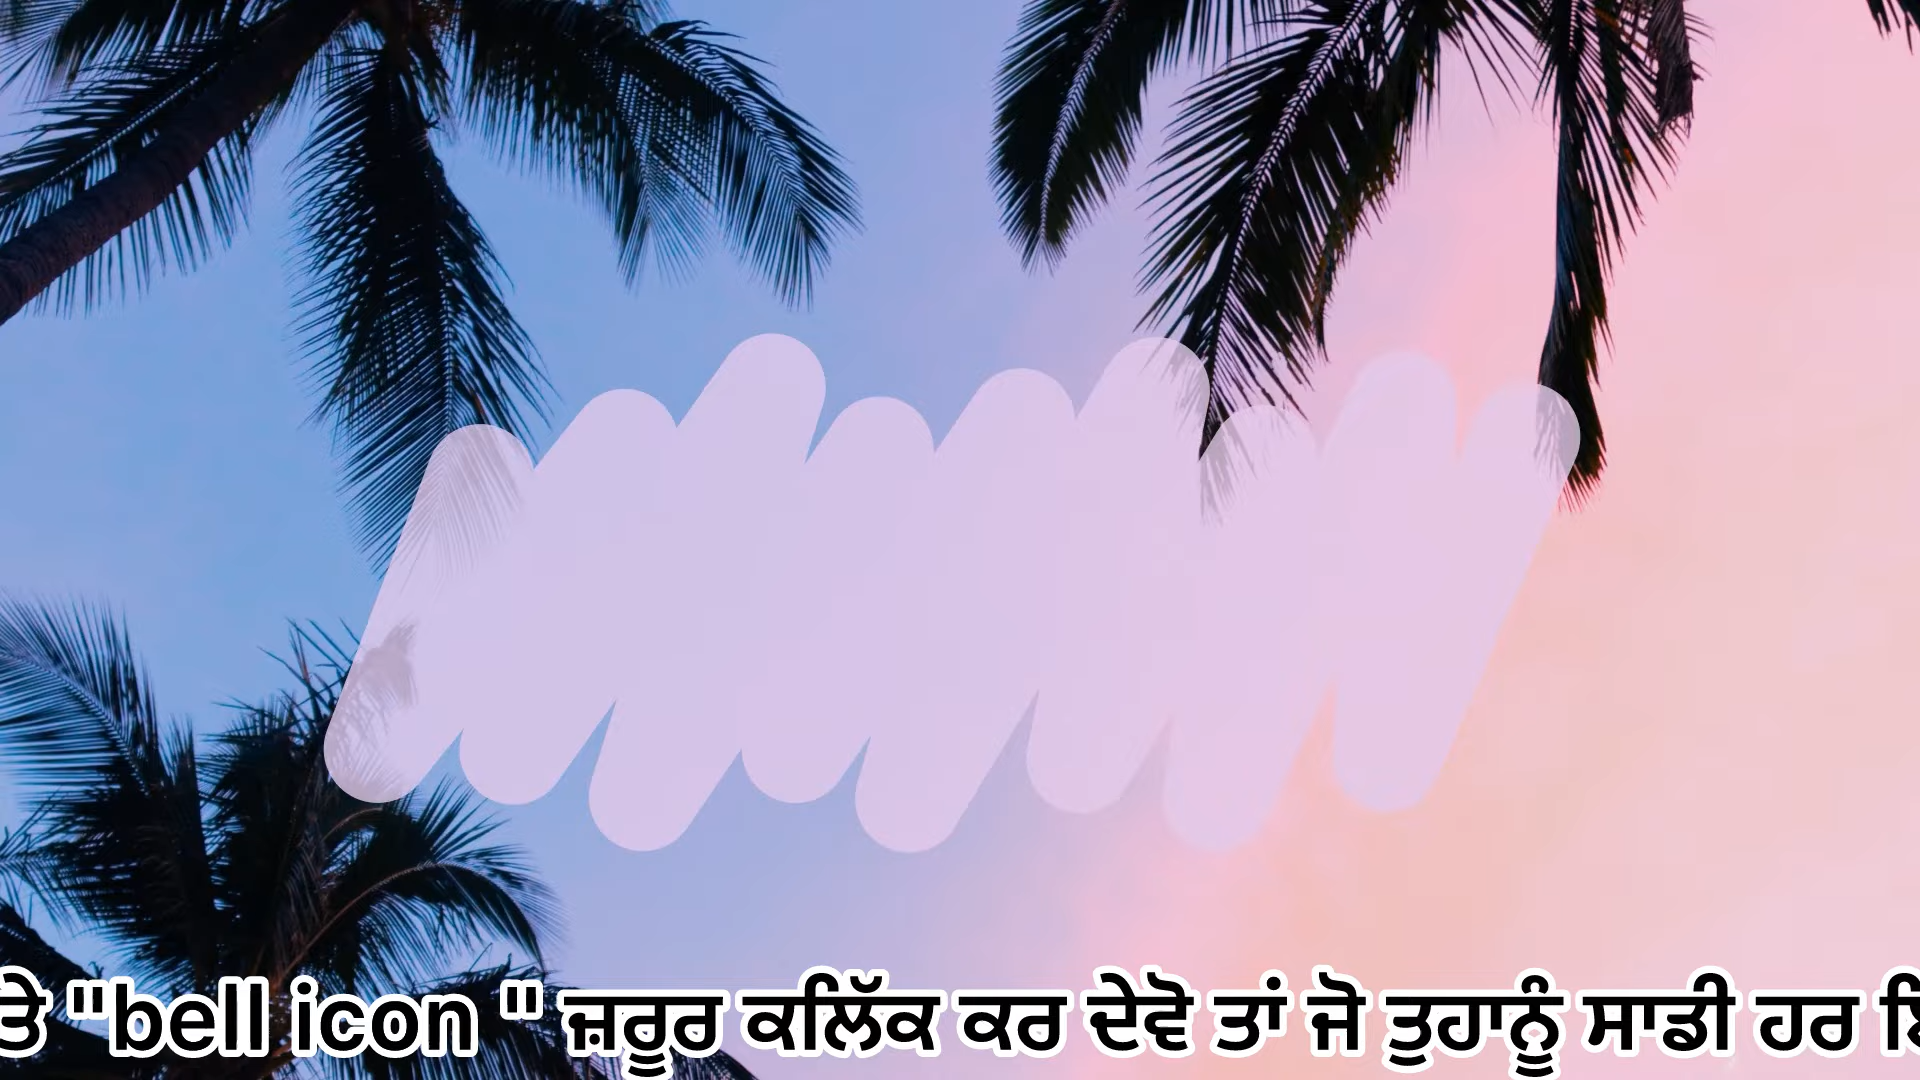 ਤੇ "bell icon " ਜ਼ਰੂਰ ਕਲਿੱਕ ਕਰ ਦੇਵੋ ਤਾਂ ਜੋ ਤੁਹਾਨੂੰ ਸਾਡੀ ਹਰ